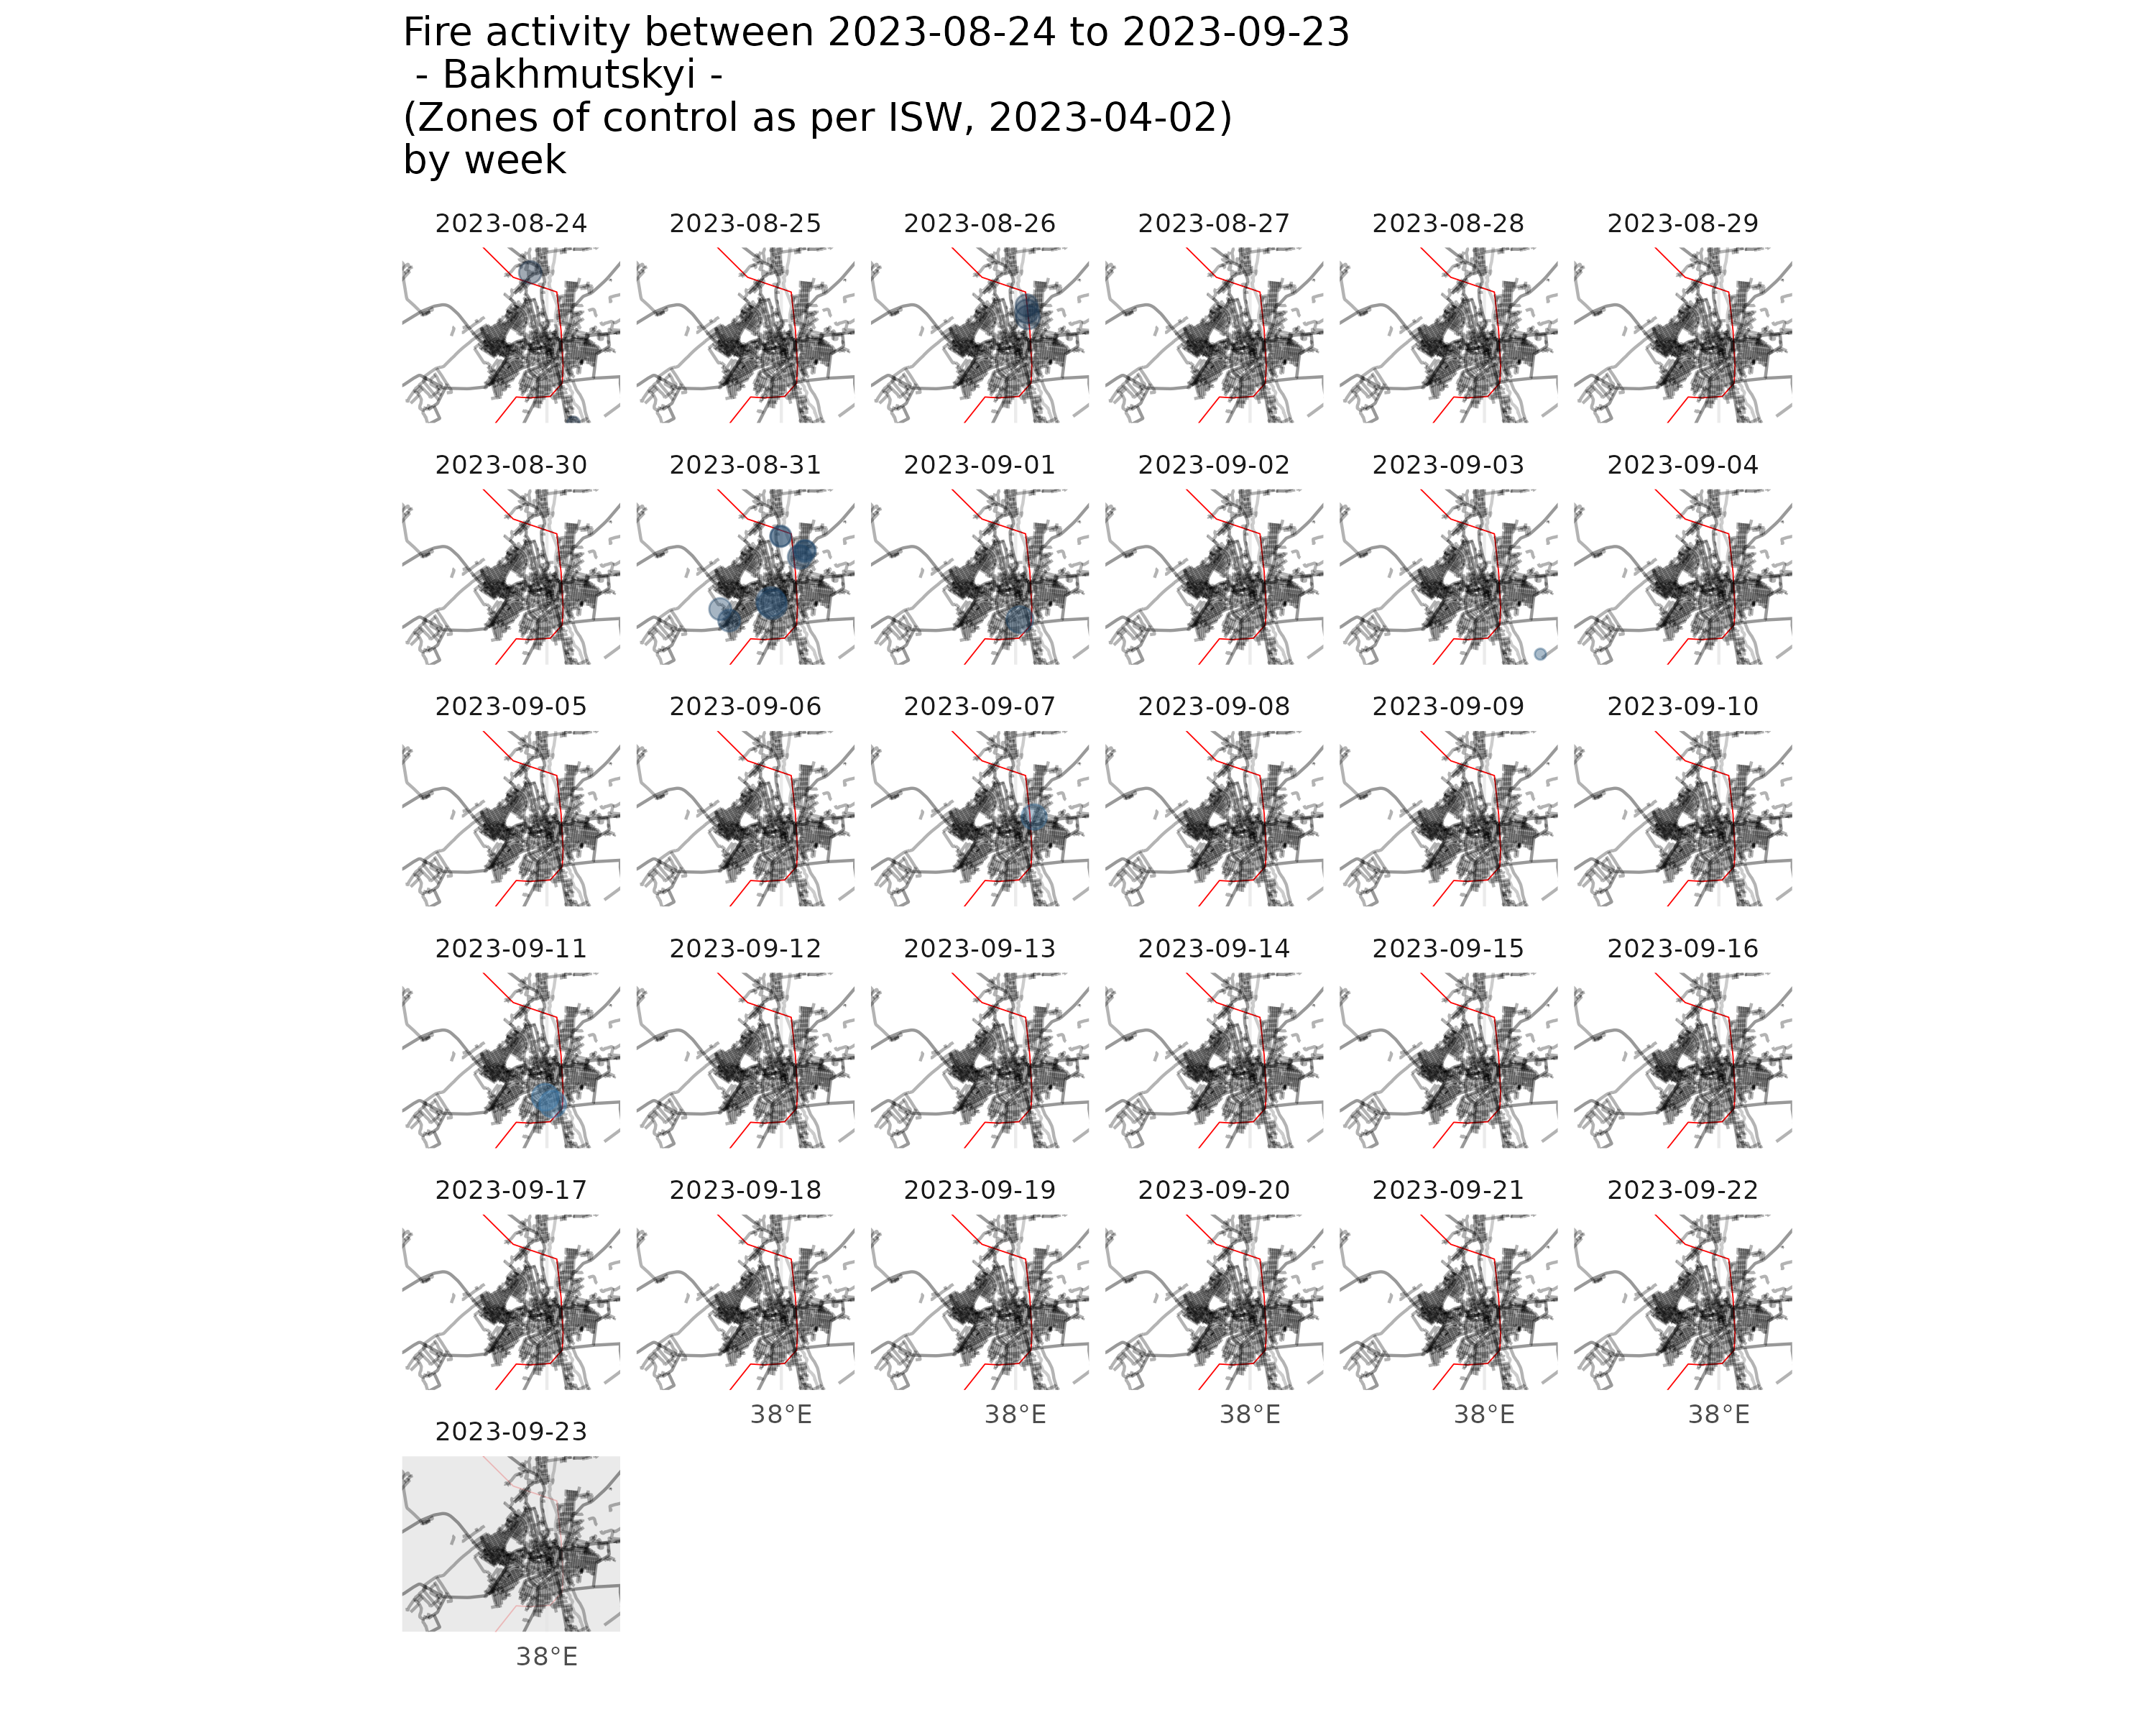 Fire activity between 2023-08-24 to 2023-09-23
- Bakhmutskyi -
(Zones of control as per ISW, 2023-04-02)
by week
2023-08-24 2023-08-25 2023-08-26 2023-08-27 2023-08-28 2023-08-29
2023-08-30 2023-08-31 2023-09-01 2023-09-02 2023-09-03 2023-09-04
2023-09-05 2023-09-06 2023-09-07 2023-09-08 2023-09-09 2023-09-10
2023-09-11 2023-09-12 2023-09-13 2023-09-14 2023-09-15 2023-09-16
2023-09-17 2023-09-18 2023-09-19 2023-09-20 2023-09-21 2023-09-22
38°E 38°E 38°E 38°E 38°E
2023-09-23
38°E